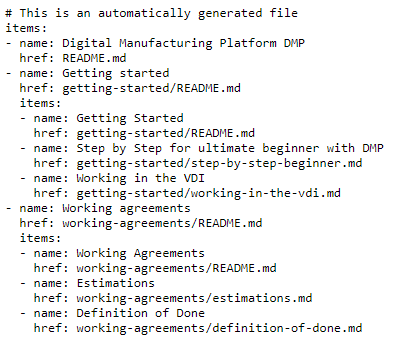 # This is an automatically generated file
items:
- name: Digital Manufacturing Platform DMP
  href: README.md
- name: Getting started
  href: getting-started/README.md
  items:
  - name: Getting Started
    href: getting-started/README.md
  - name: Step by Step for ultimate beginner with DMP
    href: getting-started/step-by-step-beginner.md
  - name: Working in the VDI
    href: getting-started/working-in-the-vdi.md
- name: Working agreements
  href: working-agreements/README.md
  items:
  - name: Working Agreements
    href: working-agreements/README.md
  - name: Estimations
    href: working-agreements/estimations.md
  - name: Definition of Done
    href: working-agreements/definition-of-done.md